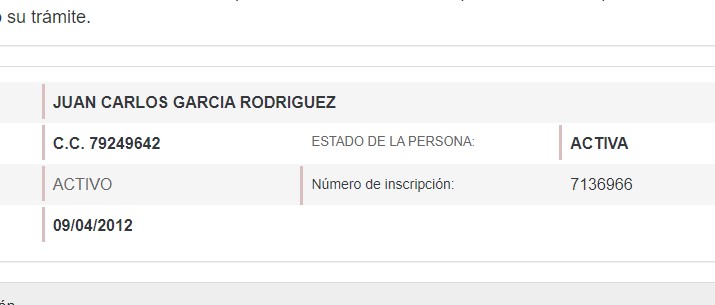 su trámite.
JUAN CARLOS GARCIA RODRIGUEZ
C.C. 79249642 ESTADO DE LA PERSONA: ACTIVA
ACTIVO Número de inscripción: 7136966
09/04/2012